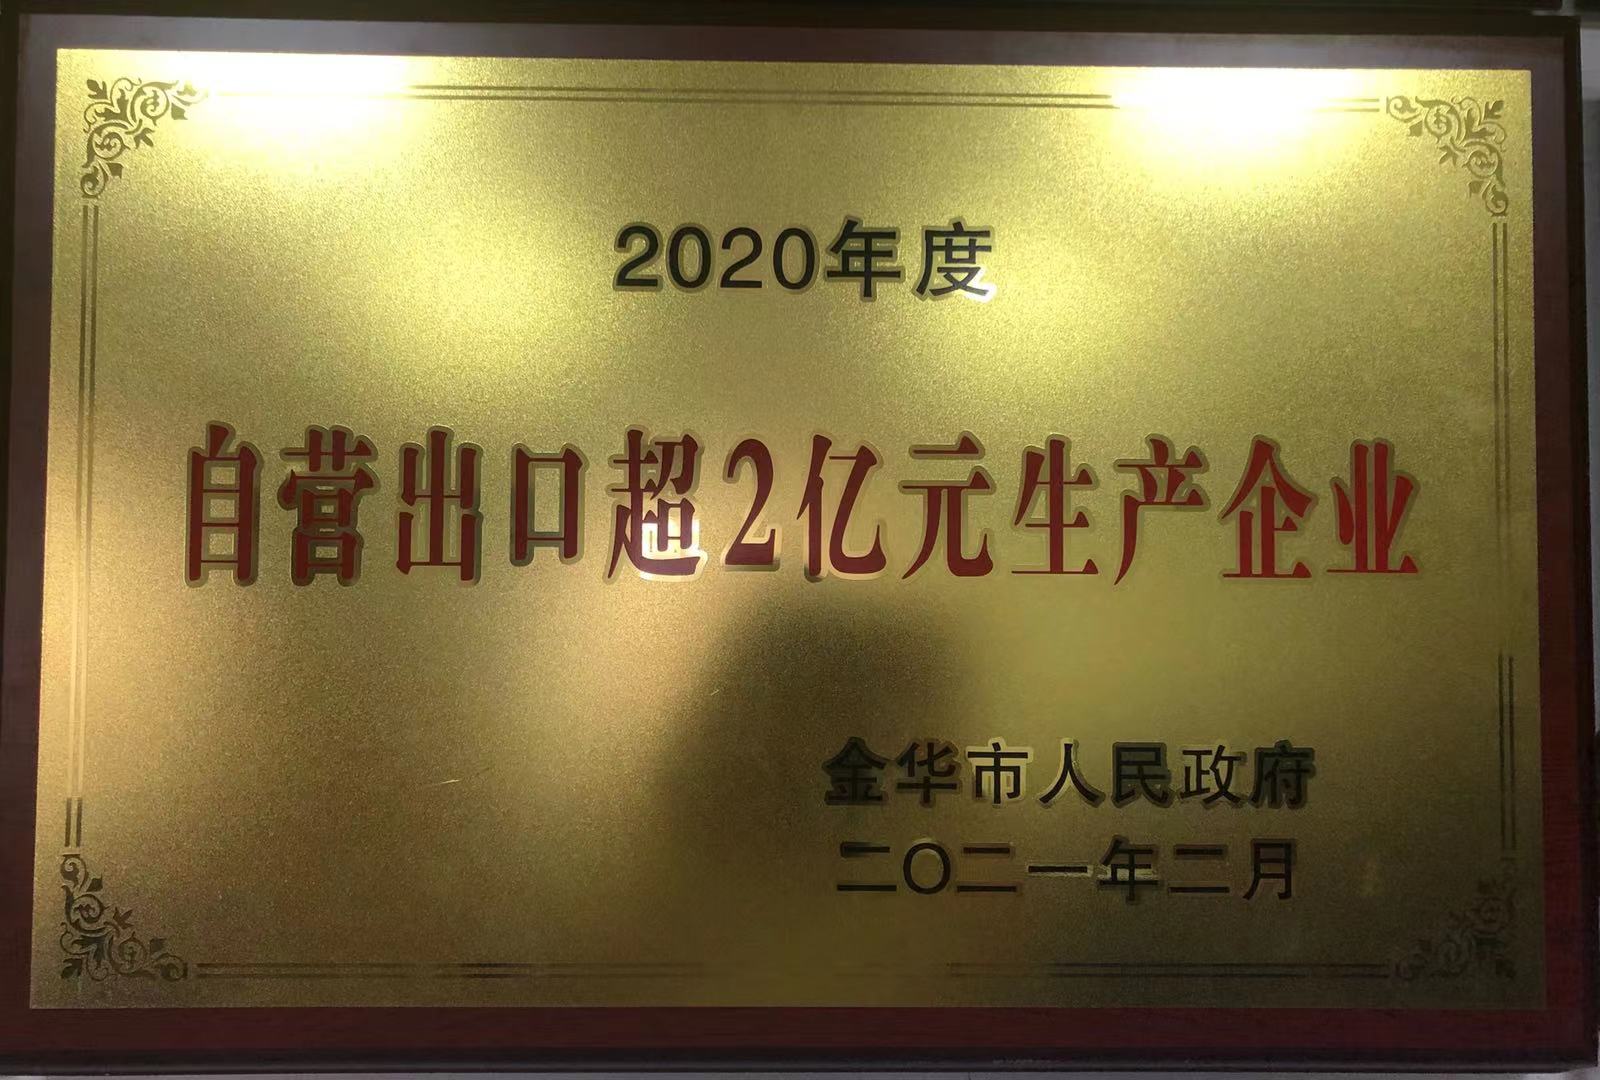 2020年度
自营出口超2亿元生产企业
金华市人民政府
二〇二一年二月